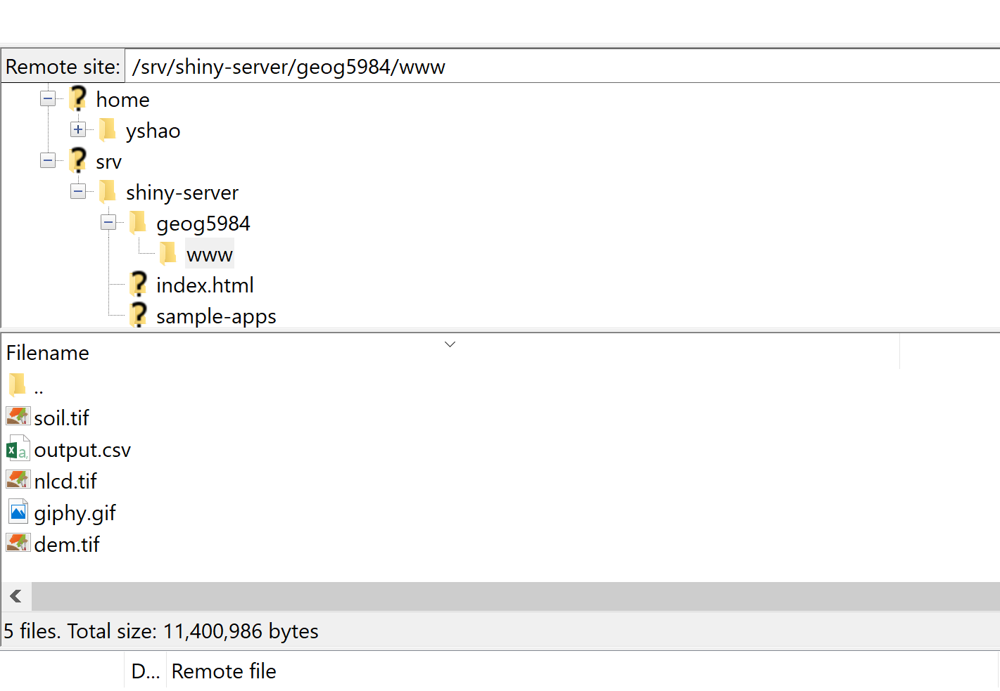 Remote site: /srv/shiny-server/geog5984/www
home
yshao
srv
shiny-server
geog5984
www
index.html
sample-apps
Filename
..
soil.tif
output.csv
nlcd.tif
giphy.gif
dem.tif
5 files. Total size: 11,400,986 bytes
D... Remote file